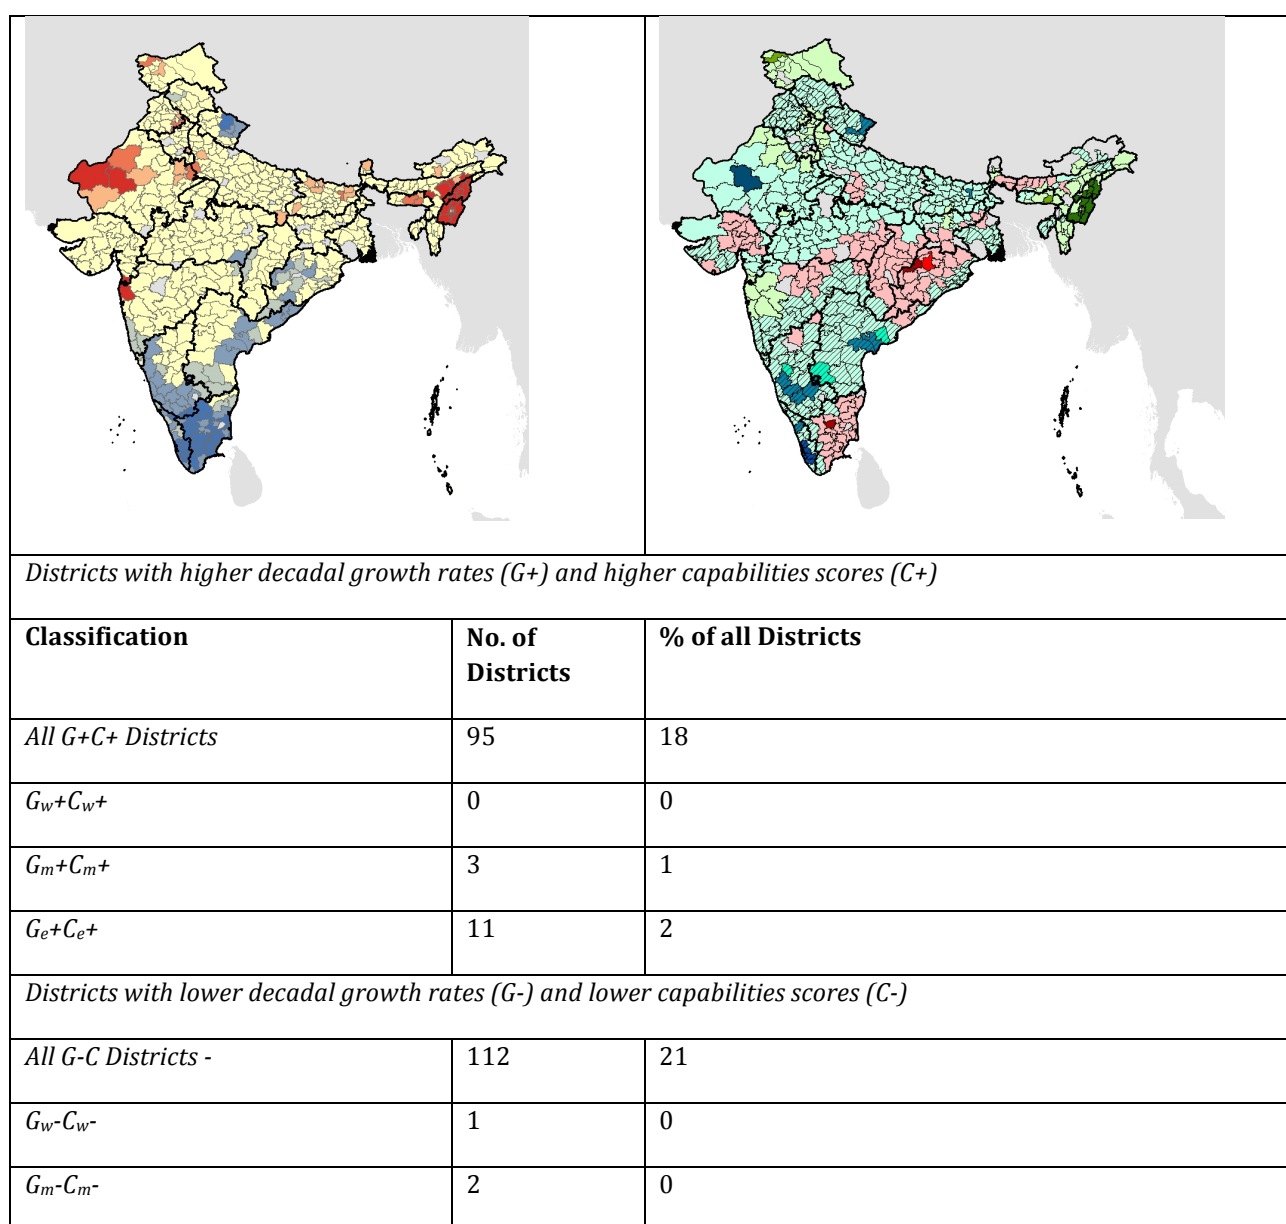 Districts with higher decadal growth rates (G+) and higher capabilities scores (C+)
Classification No. of Districts % of all Districts
All G+C+ Districts 95 18
Gw+Cw+ 0 0
Gm+Cm+ 3 1
Ge+Ce+ 11 2
Districts with lower decadal growth rates (G-) and lower capabilities scores (C-)
All G-C Districts - 112 21
Gw-Cw- 1 0
Gm-Cm- 2 0